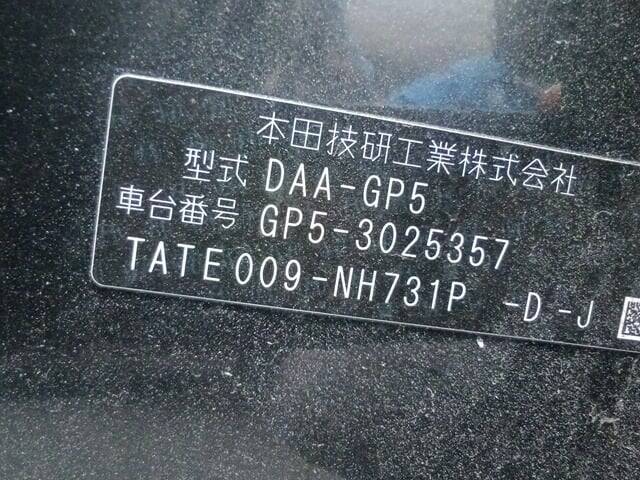 本田技研工業株式会社
型式 DAA-GP5
車台番号 GP5-3025357
TATE009-NH731P -D-J